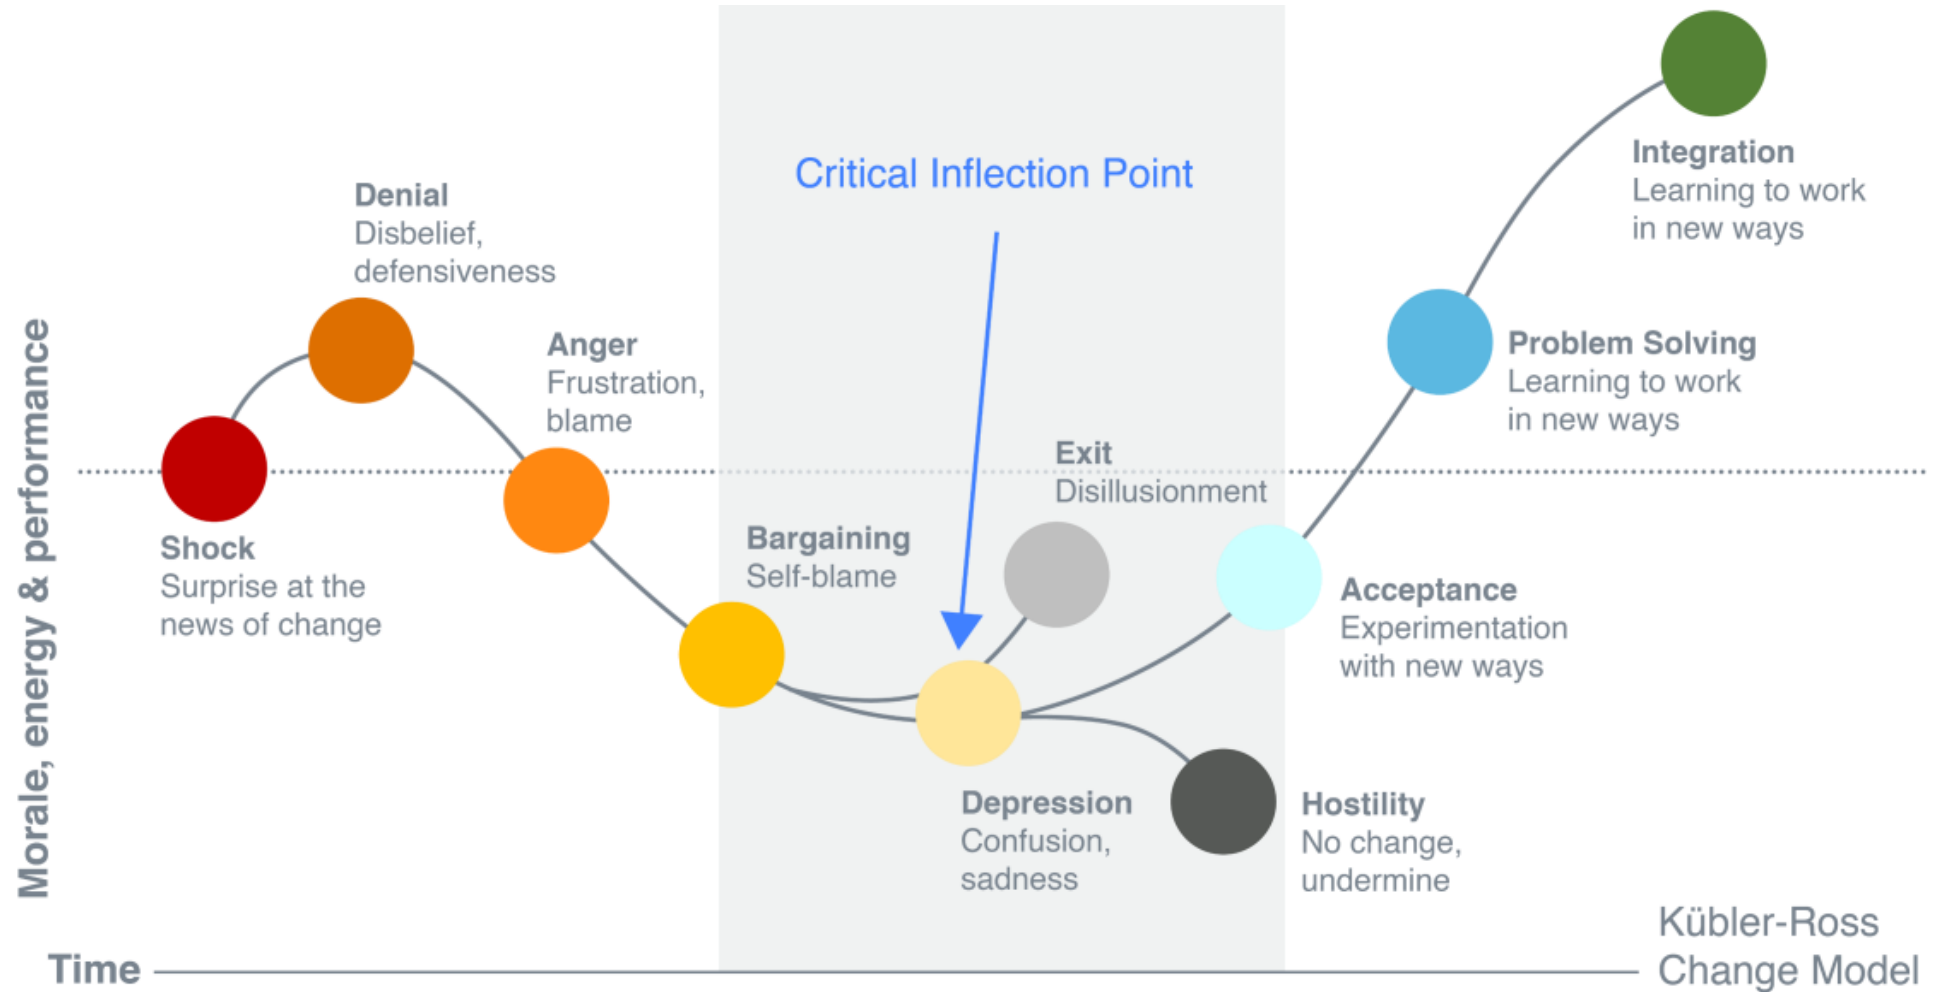 Critical Inflection Point
Denial
Disbelief,
defensiveness
Anger
Frustration,
blame
Shock
Surprise at the
news of change
Bargaining
Self-blame
Exit
Disillusionment
Depression
Confusion,
sadness
Hostility
No change,
undermine
Acceptance
Experimentation
with new ways
Problem Solving
Learning to work
in new ways
Integration
Learning to work
in new ways
Morale, energy & performance
Time
Kübler-Ross
Change Model